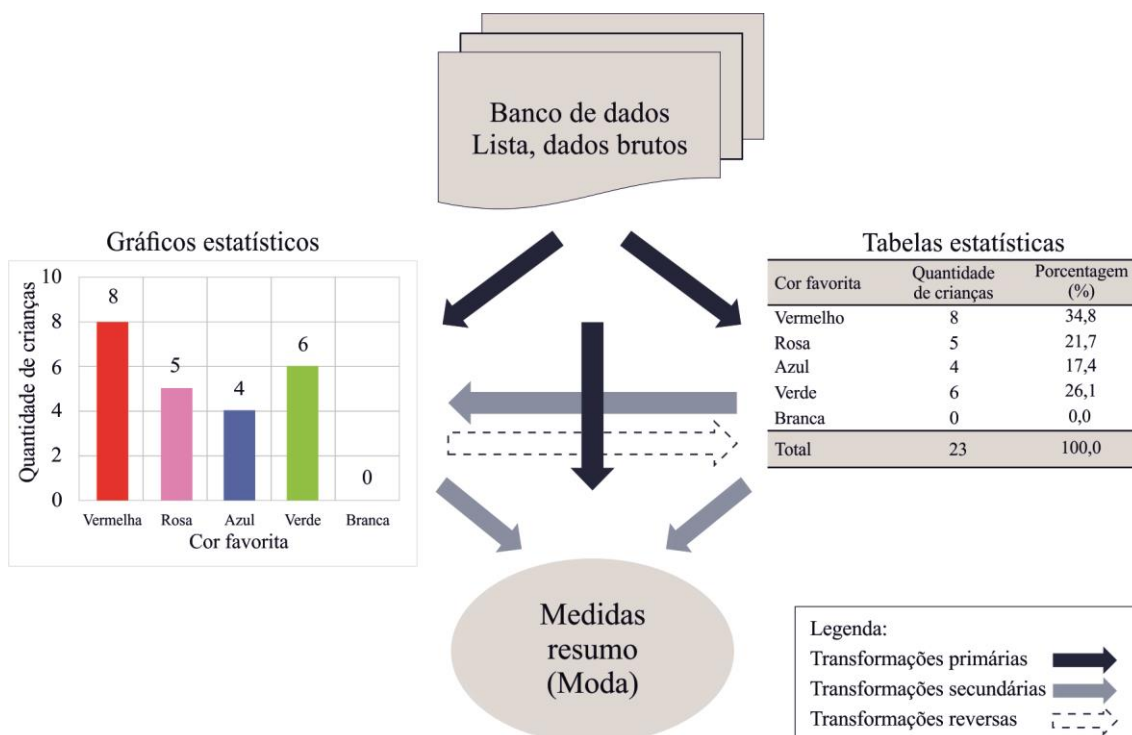 Banco de dados
Lista, dados brutos
Gráficos estatísticos
10
8
6
4
2
0
Quantidade de crianças
8
5
4
6
0
Vermelha Rosa Azul Verde Branca
Cor favorita
Tabelas estatísticas
Cor favorita Quantidade de crianças Porcentagem (%)
Vermelho 8 34,8
Rosa 5 21,7
Azul 4 17,4
Verde 6 26,1
Branca 0 0,0
Total 23 100,0
Medidas
resumo
(Moda)
Legenda:
Transformações primárias
Transformações secundárias
Transformações reversas